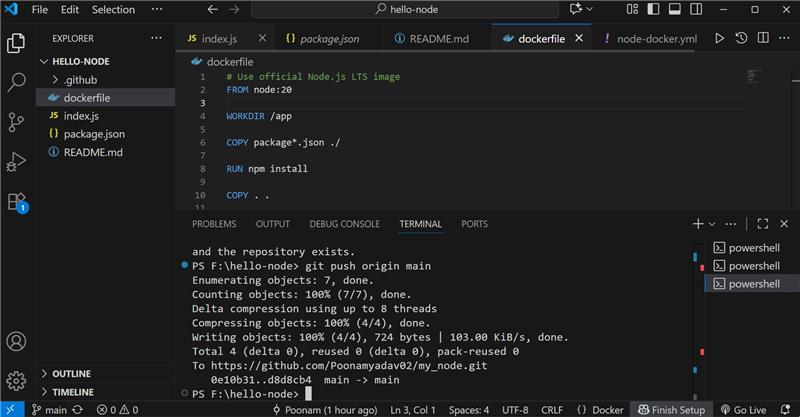 File Edit Selection ... hello-node
EXPLORER ...
HELLO-NODE
.github
dockerfile
JS index.js
{} package.json
README.md
OUTLINE
TIMELINE
1
JS index.js {} package.json README.md dockerfile ! node-docker.yml
dockerfile
1 # Use official Node.js LTS image
2 FROM node:20
3
4 WORKDIR /app
5
6 COPY package*.json ./
7
8 RUN npm install
9
10 COPY . .
11
PROBLEMS OUTPUT DEBUG CONSOLE TERMINAL PORTS
and the repository exists.
PS F:\hello-node> git push origin main
Enumerating objects: 7, done.
Counting objects: 100% (7/7), done.
Delta compression using up to 8 threads
Compressing objects: 100% (4/4), done.
Writing objects: 100% (4/4), 724 bytes | 103.00 KiB/s, done.
Total 4 (delta 0), reused 0 (delta 0), pack-reused 0
To https://github.com/Poonamyadav02/my_node.git
0e10b31..d8d8cb4 main -> main
PS F:\hello-node>
powershell
powershell
powershell
main 0 0 Poonam (1 hour ago) Ln 3, Col 1 Spaces: 4 UTF-8 CRLF {} Docker Finish Setup Go Live